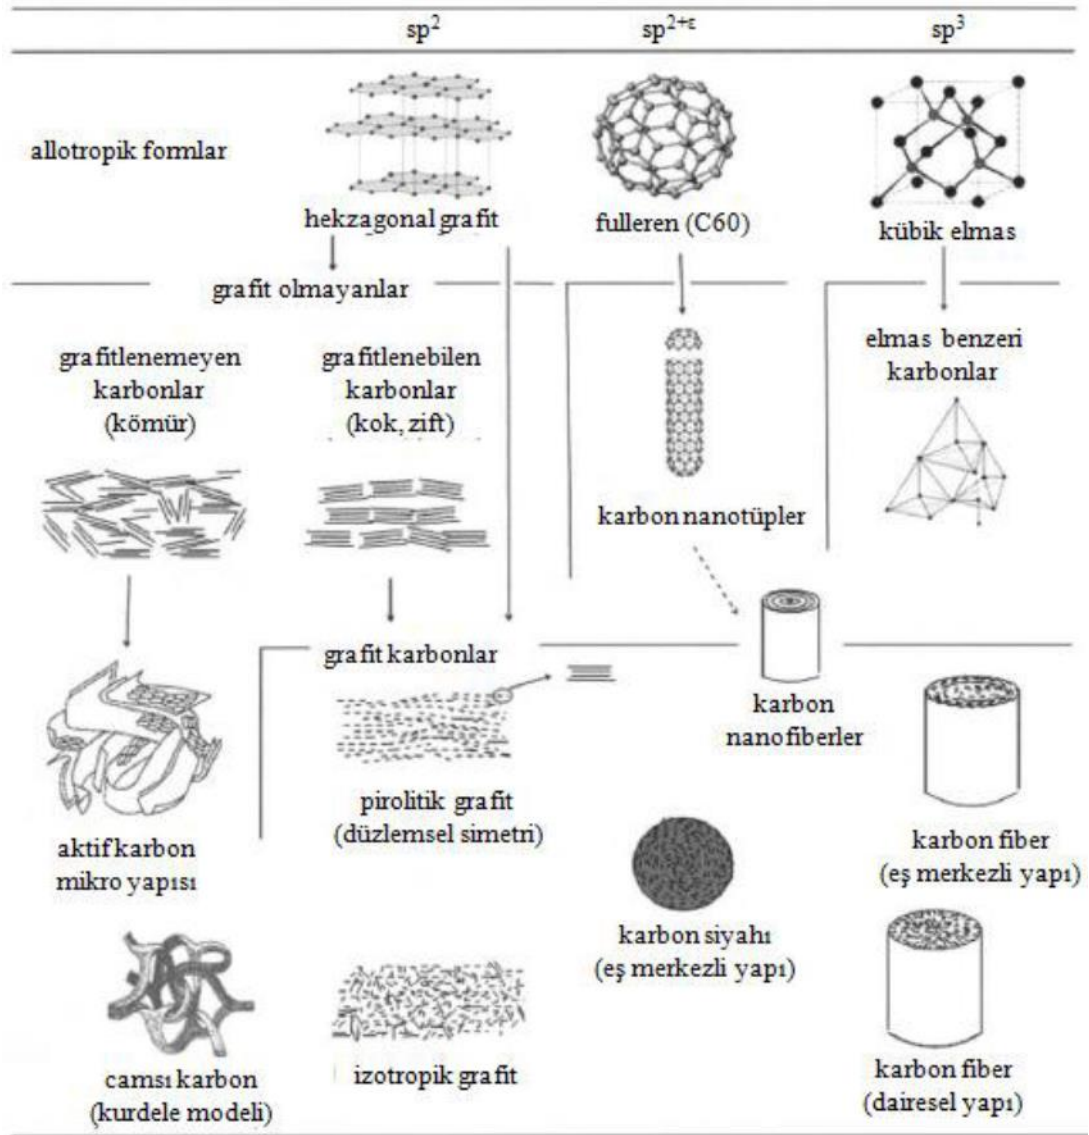 sp²
sp²⁺ᵋ
sp³
allotropik formlar
hekzagonal grafit
fulleren (C60)
kübik elmas
grafit olmayanlar
grafitlenemeyen
karbonlar
(kömür)
grafitlenebilen
karbonlar
(kok, zift)
elmas benzeri
karbonlar
karbon nanotüpler
grafit karbonlar
karbon
nanofiberler
aktif karbon
mikro yapısı
pirolitik grafit
(düzlemsel simetri)
karbon fiber
(eş merkezli yapı)
karbon siyahı
(eş merkezli yapı)
camsı karbon
(kurdele modeli)
izotropik grafit
karbon fiber
(dairesel yapı)